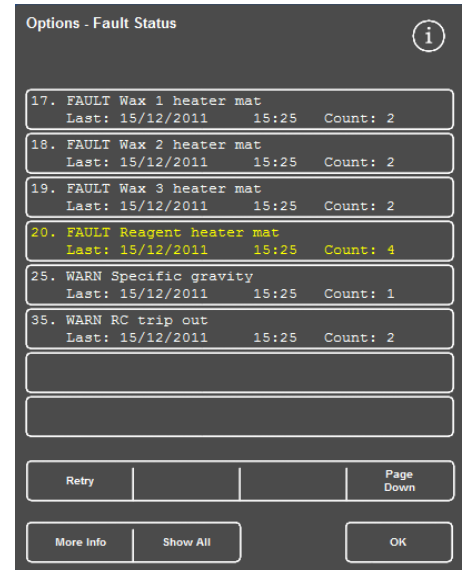 Options - Fault Status
i
17. FAULT Wax 1 heater mat
Last: 15/12/2011 15:25 Count: 2
18. FAULT Wax 2 heater mat
Last: 15/12/2011 15:25 Count: 2
19. FAULT Wax 3 heater mat
Last: 15/12/2011 15:25 Count: 2
20. FAULT Reagent heater mat
Last: 15/12/2011 15:25 Count: 4
25. WARN Specific gravity
Last: 15/12/2011 15:25 Count: 1
35. WARN RC trip out
Last: 15/12/2011 15:25 Count: 2
Retry
Page
Down
More Info
Show All
OK